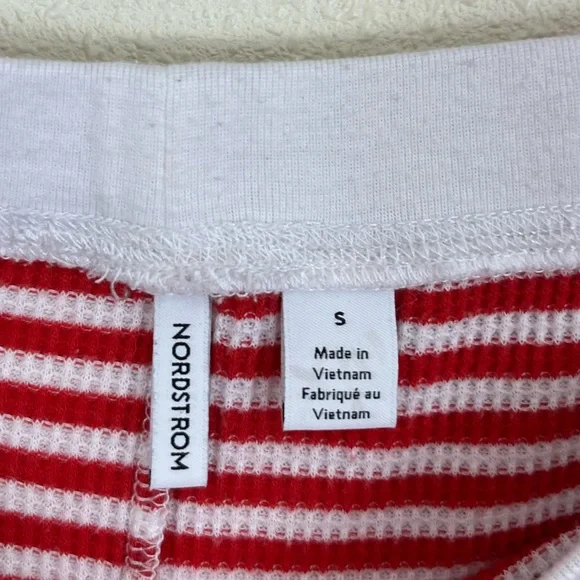 NORDSTROM
S
Made in
Vietnam
Fabriqué au
Vietnam